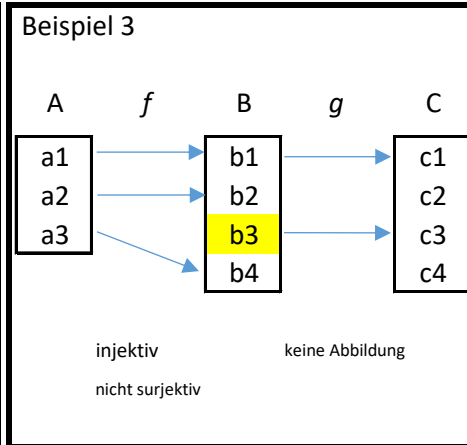 Beispiel 3
A f B g C
a1 b1 c1
a2 b2 c2
a3 b3 c3
b4 c4
injektiv keine Abbildung
nicht surjektiv